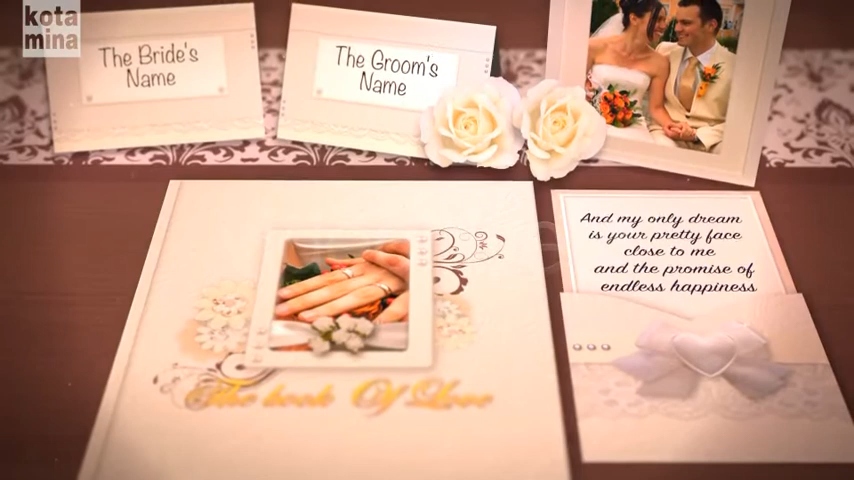 kota
mina
The Bride's
Name
The Groom's
Name
And my only dream
is your pretty face
close to me
and the promise of
endless happiness
The book Of Love